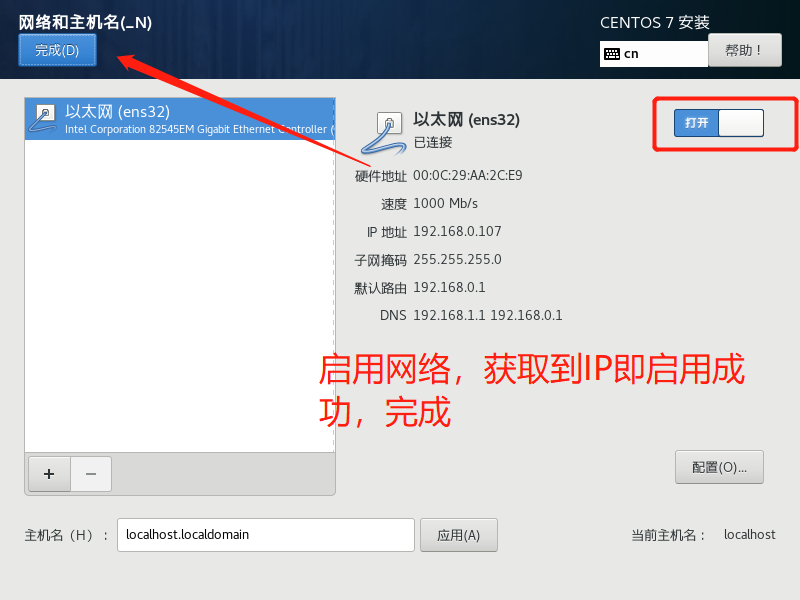 网络和主机名(_N)
CENTOS 7 安装
完成(D)
cn
帮助！
以太网 (ens32)
Intel Corporation 82545EM Gigabit Ethernet Controller (
以太网 (ens32)
已连接
打开
硬件地址 00:0C:29:AA:2C:E9
速度 1000 Mb/s
IP 地址 192.168.0.107
子网掩码 255.255.255.0
默认路由 192.168.0.1
DNS 192.168.1.1 192.168.0.1
启用网络，获取到IP即启用成
功，完成
+ −
配置(O)...
主机名（H）： localhost.localdomain 应用(A) 当前主机名： localhost